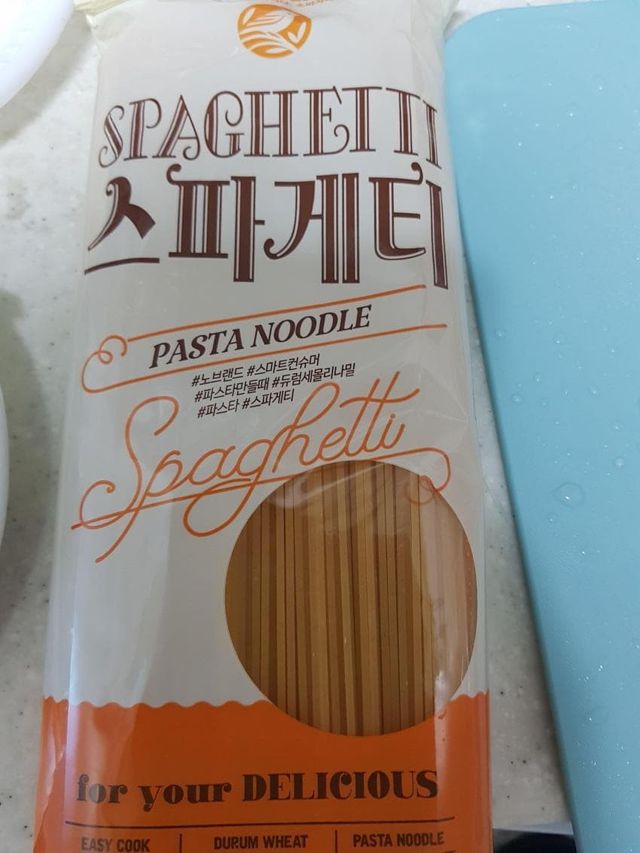 SPAGHETTI
스파게티
PASTA NOODLE
#노브랜드 #스마트컨슈머
#파스타만들때 #듀럼세몰리나밀
#파스타 #스파게티
Spaghetti
for your DELICIOUS
EASY COOK | DURUM WHEAT | PASTA NOODLE